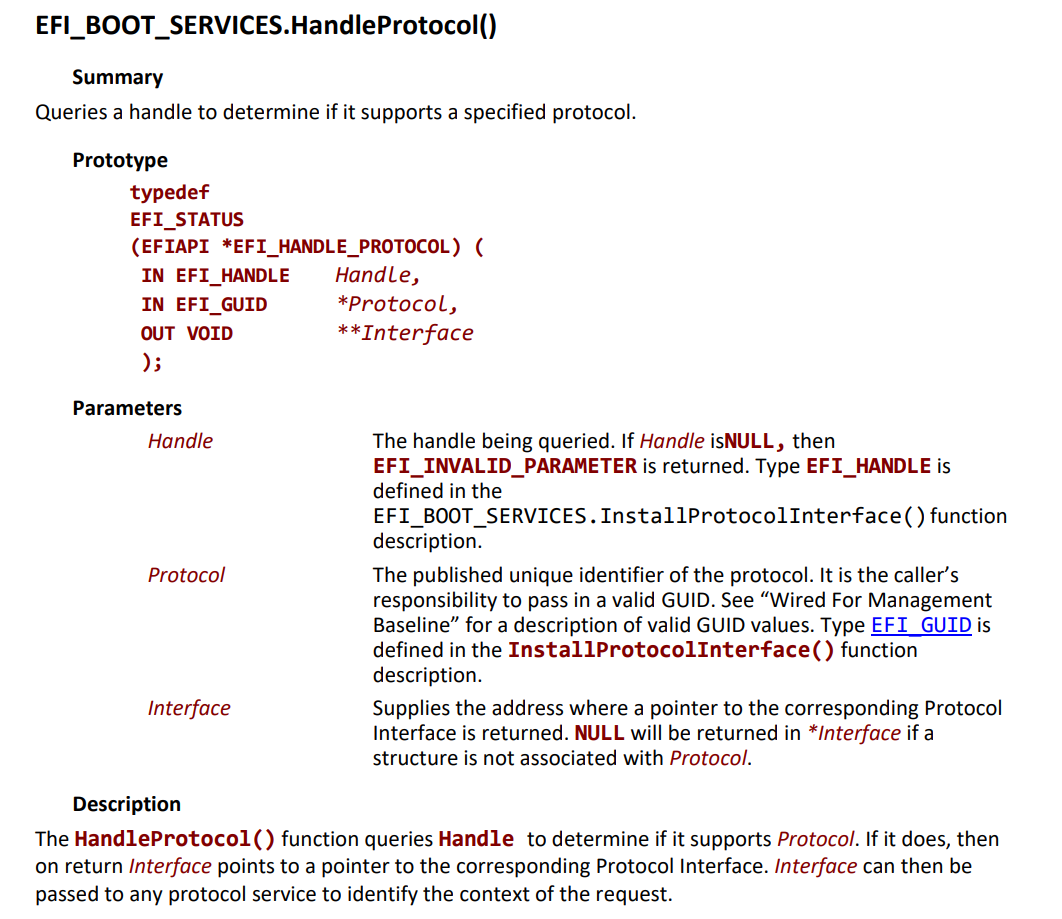 EFI_BOOT_SERVICES.HandleProtocol()
Summary
Queries a handle to determine if it supports a specified protocol.
Prototype
typedef
EFI_STATUS
(EFIAPI *EFI_HANDLE_PROTOCOL) (
IN EFI_HANDLE Handle,
IN EFI_GUID *Protocol,
OUT VOID **Interface
);
Parameters
Handle The handle being queried. If Handle isNULL, then
EFI_INVALID_PARAMETER is returned. Type EFI_HANDLE is
defined in the
EFI_BOOT_SERVICES.InstallProtocolInterface() function
description.
Protocol The published unique identifier of the protocol. It is the caller’s
responsibility to pass in a valid GUID. See “Wired For Management
Baseline” for a description of valid GUID values. Type EFI_GUID is
defined in the InstallProtocolInterface() function
description.
Interface Supplies the address where a pointer to the corresponding Protocol
Interface is returned. NULL will be returned in *Interface if a
structure is not associated with Protocol.
Description
The HandleProtocol() function queries Handle to determine if it supports Protocol. If it does, then
on return Interface points to a pointer to the corresponding Protocol Interface. Interface can then be
passed to any protocol service to identify the context of the request.